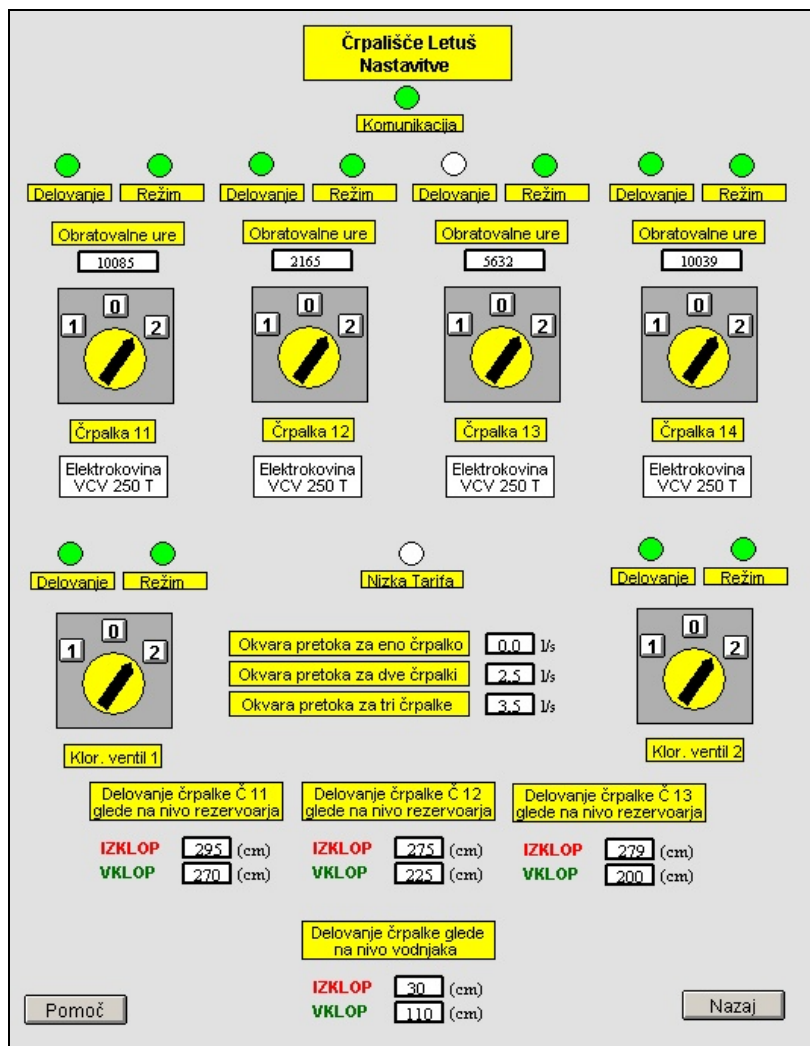 Črpališče Letuš
Nastavitve
Komunikacija
Delovanje Režim Delovanje Režim Delovanje Režim Delovanje Režim
Obratovalne ure Obratovalne ure Obratovalne ure Obratovalne ure
10085 2165 5632 10039
1 0 2 1 0 2 1 0 2 1 0 2
Črpalka 11 Črpalka 12 Črpalka 13 Črpalka 14
Elektrokovina Elektrokovina Elektrokovina Elektrokovina
VCV 250 T VCV 250 T VCV 250 T VCV 250 T
Delovanje Režim Nizka Tarifa Delovanje Režim
1 0 2 1 0 2
Okvara pretoka za eno črpalko 0.0 l/s
Okvara pretoka za dve črpalki 2.5 l/s
Okvara pretoka za tri črpalke 3.5 l/s
Klor. ventil 1 Klor. ventil 2
Delovanje črpalke Č 11 Delovanje črpalke Č 12 Delovanje črpalke Č 13
glede na nivo rezervoarja glede na nivo rezervoarja glede na nivo rezervoarja
IZKLOP 295 (cm) IZKLOP 275 (cm) IZKLOP 279 (cm)
VKLOP 270 (cm) VKLOP 225 (cm) VKLOP 200 (cm)
Delovanje črpalke glede
na nivo vodnjaka
IZKLOP 30 (cm)
VKLOP 110 (cm)
Pomoč Nazaj